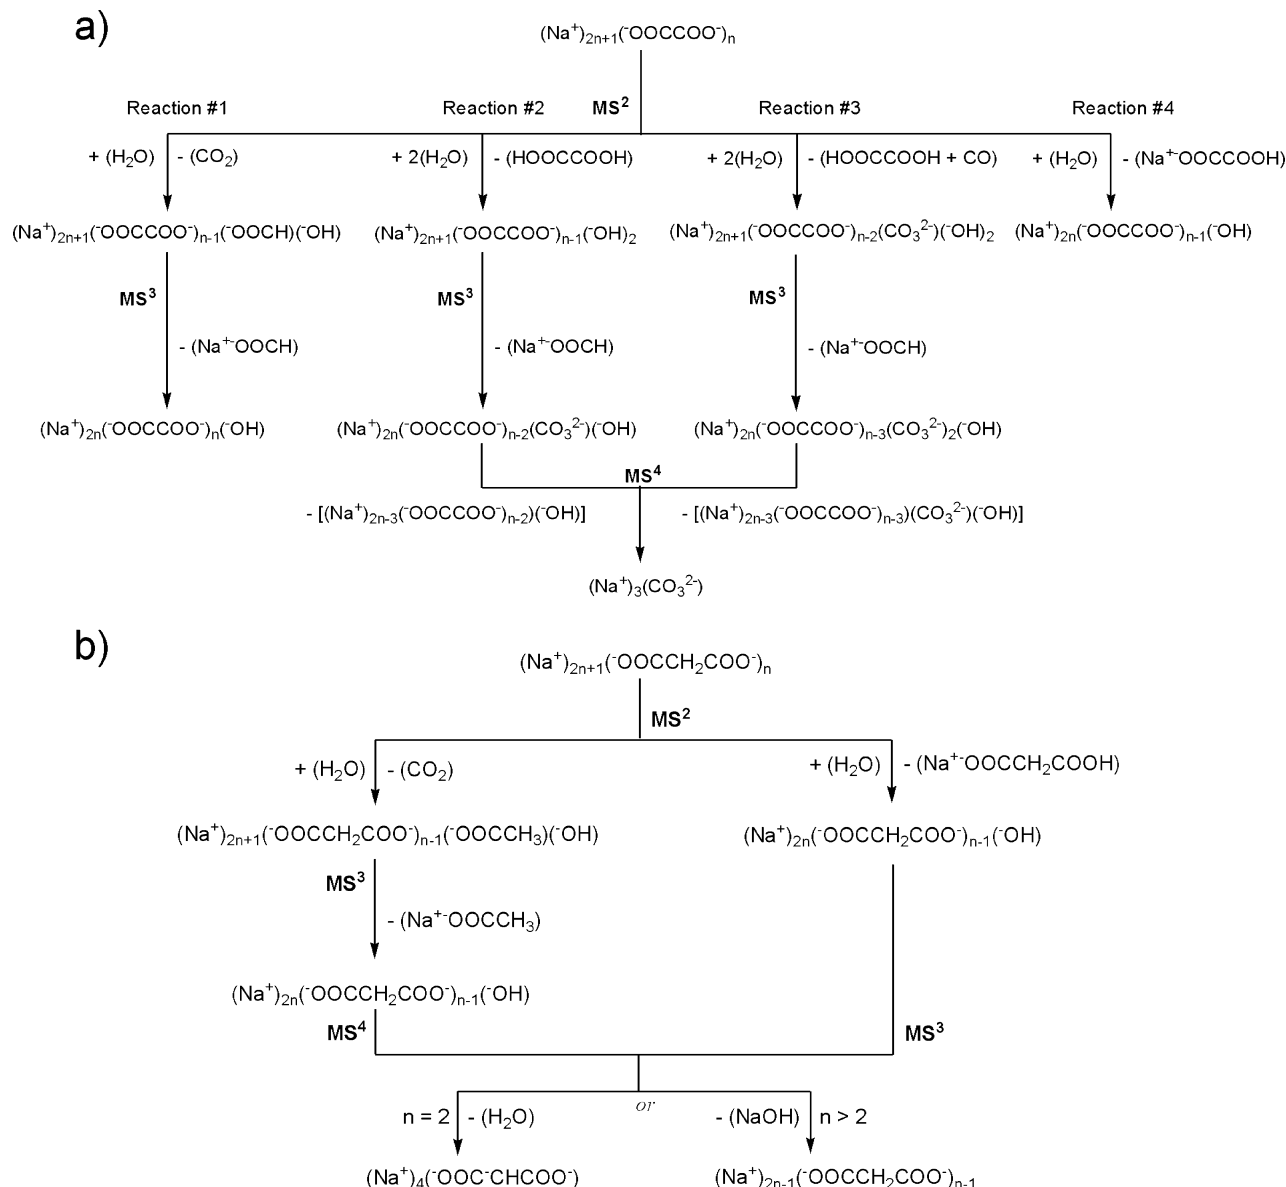 a)
(Na⁺)₂ₙ₊₁(⁻OOCCOO⁻)ₙ
Reaction #1 Reaction #2 MS² Reaction #3 Reaction #4
+ (H₂O) - (CO₂) + 2(H₂O) - (HOOCCOOH) + 2(H₂O) - (HOOCCOOH + CO) + (H₂O) - (Na⁺⁻OOCCOOH)
(Na⁺)₂ₙ₊₁(⁻OOCCOO⁻)ₙ₋₁(⁻OOCH)(⁻OH) (Na⁺)₂ₙ₊₁(⁻OOCCOO⁻)ₙ₋₁(⁻OH)₂ (Na⁺)₂ₙ₊₁(⁻OOCCOO⁻)ₙ₋₂(CO₃²⁻)(⁻OH)₂ (Na⁺)₂ₙ(⁻OOCCOO⁻)ₙ₋₁(⁻OH)
MS³ MS³ MS³
- (Na⁺⁻OOCH) - (Na⁺⁻OOCH) - (Na⁺⁻OOCH)
(Na⁺)₂ₙ(⁻OOCCOO⁻)ₙ(⁻OH) (Na⁺)₂ₙ(⁻OOCCOO⁻)ₙ₋₂(CO₃²⁻)(⁻OH) (Na⁺)₂ₙ(⁻OOCCOO⁻)ₙ₋₃(CO₃²⁻)₂(⁻OH)
MS⁴
- [(Na⁺)₂ₙ₋₃(⁻OOCCOO⁻)ₙ₋₂)(⁻OH)] - [(Na⁺)₂ₙ₋₃(⁻OOCCOO⁻)ₙ₋₃)(CO₃²⁻)(⁻OH)]
(Na⁺)₃(CO₃²⁻)
b)
(Na⁺)₂ₙ₊₁(⁻OOCCH₂COO⁻)ₙ
MS²
+ (H₂O) - (CO₂) + (H₂O) - (Na⁺⁻OOCCH₂COOH)
(Na⁺)₂ₙ₊₁(⁻OOCCH₂COO⁻)ₙ₋₁(⁻OOCCH₃)(⁻OH) (Na⁺)₂ₙ(⁻OOCCH₂COO⁻)ₙ₋₁(⁻OH)
MS³
- (Na⁺⁻OOCCH₃)
(Na⁺)₂ₙ(⁻OOCCH₂COO⁻)ₙ₋₁(⁻OH)
MS⁴ MS³
or
n = 2 - (H₂O) - (NaOH) n > 2
(Na⁺)₄(⁻OOC⁻CHCOO⁻) (Na⁺)₂ₙ₋₁(⁻OOCCH₂COO⁻)ₙ₋₁